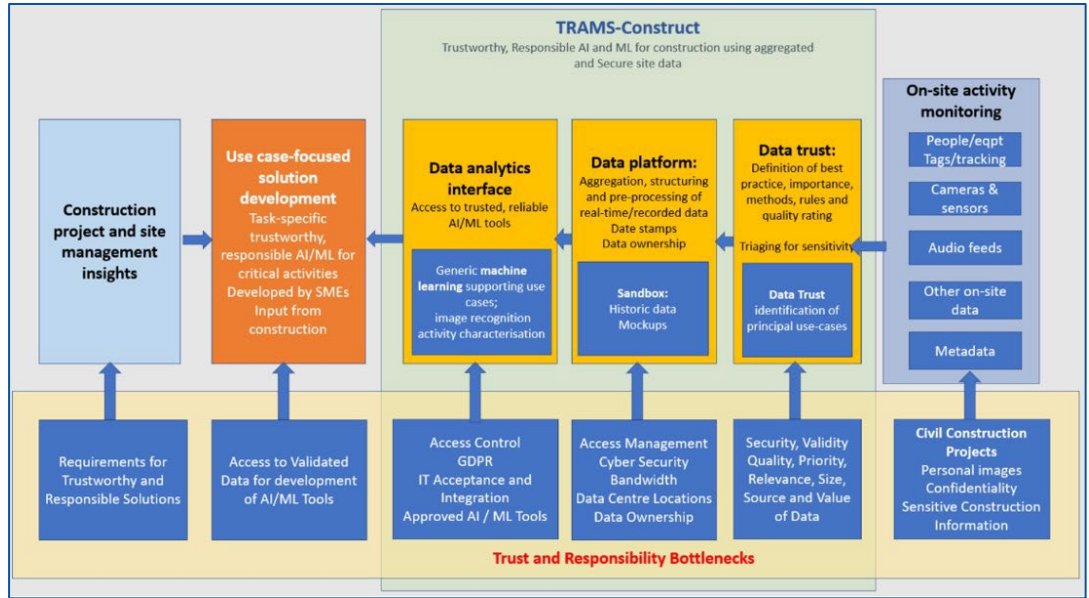 TRAMS-Construct
Trustworthy, Responsible AI and ML for construction using aggregated
and Secure site data
Construction
project and site
management
insights
Use case-focused
solution
development
Task-specific
trustworthy,
responsible AI/ML for
critical activities
Developed by SMEs
Input from
construction
Data analytics
interface
Access to trusted, reliable
AI/ML tools
Generic machine
learning supporting use
cases;
image recognition
activity characterisation
Data platform:
Aggregation, structuring
and pre-processing of
real-time/recorded data
Date stamps
Data ownership
Sandbox:
Historic data
Mockups
Data trust:
Definition of best
practice, importance,
methods, rules and
quality rating
Triaging for sensitivity
Data Trust
identification of
principal use-cases
On-site activity
monitoring
People/eqpt
Tags/tracking
Cameras &
sensors
Audio feeds
Other on-site
data
Metadata
Requirements for
Trustworthy and
Responsible Solutions
Access to Validated
Data for development
of AI/ML Tools
Access Control
GDPR
IT Acceptance and
Integration
Approved AI / ML Tools
Access Management
Cyber Security
Bandwidth
Data Centre Locations
Data Ownership
Security, Validity
Quality, Priority,
Relevance, Size,
Source and Value
of Data
Civil Construction
Projects
Personal images
Confidentiality
Sensitive Construction
Information
Trust and Responsibility Bottlenecks